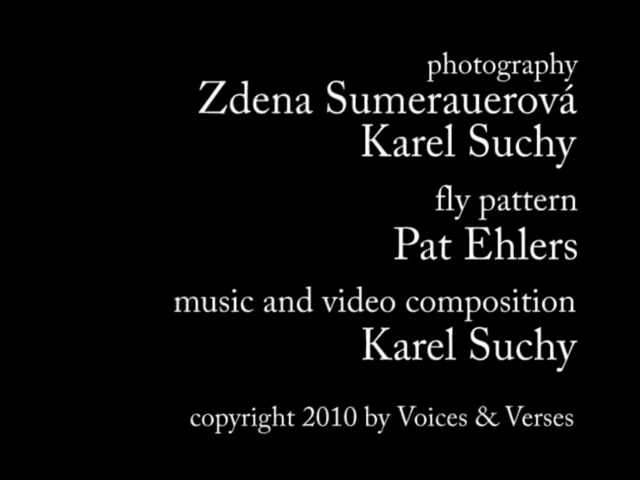 photography
Zdena Sumerauerová
Karel Suchy
fly pattern
Pat Ehlers
music and video composition
Karel Suchy
copyright 2010 by Voices & Verses